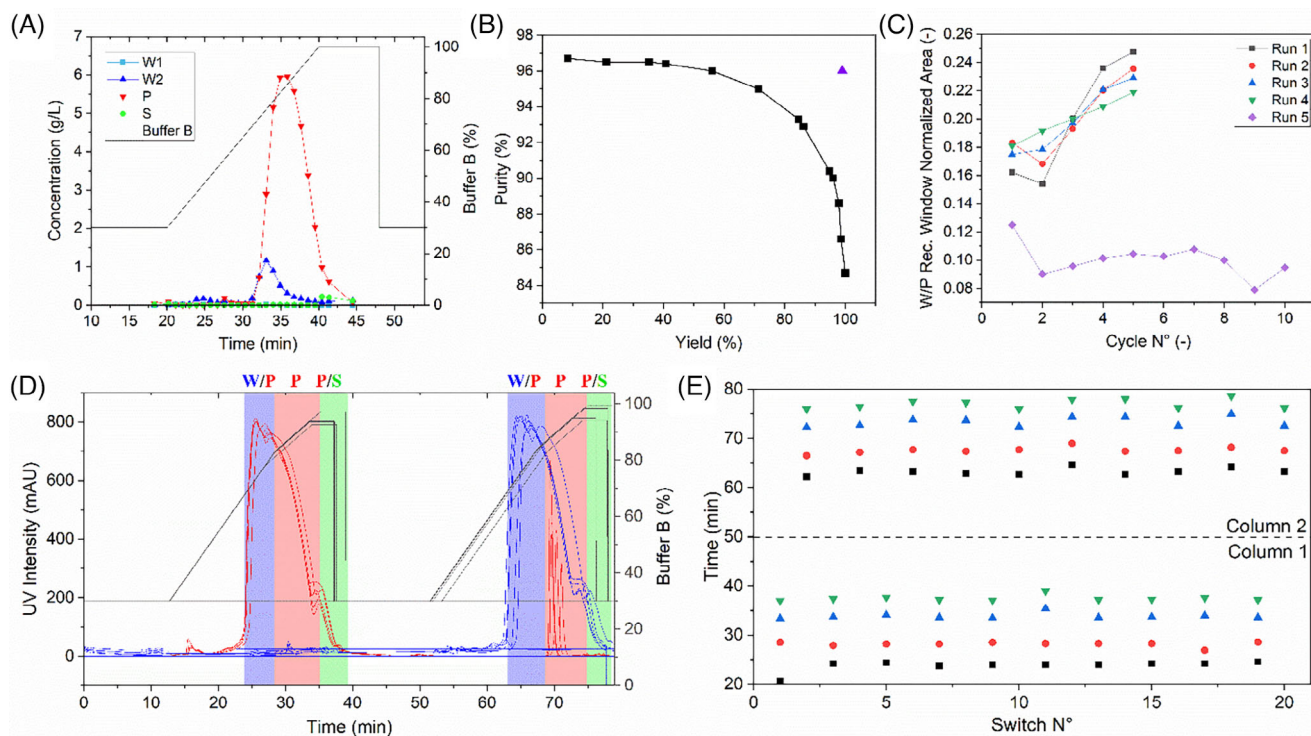 (A)
Concentration (g/L)
7
6
5
4
3
2
1
0
W1
W2
P
S
Buffer B
100
80
60
40
20
0
Buffer B (%)
10 15 20 25 30 35 40 45 50
Time (min)
(B)
Purity (%)
98
96
94
92
90
88
86
84
0 20 40 60 80 100
Yield (%)
(C)
W/P Rec. Window Normalized Area (-)
0.26
0.24
0.22
0.20
0.18
0.16
0.14
0.12
0.10
0.08
Run 1
Run 2
Run 3
Run 4
Run 5
0 2 4 6 8 10
Cycle N° (-)
(D)
W/P P P/S
W/P P P/S
UV Intensity (mAU)
800
600
400
200
0
100
80
60
40
20
0
Buffer B (%)
0 10 20 30 40 50 60 70
Time (min)
(E)
Time (min)
80
70
60
50
40
30
20
Column 2
Column 1
0 5 10 15 20
Switch N°